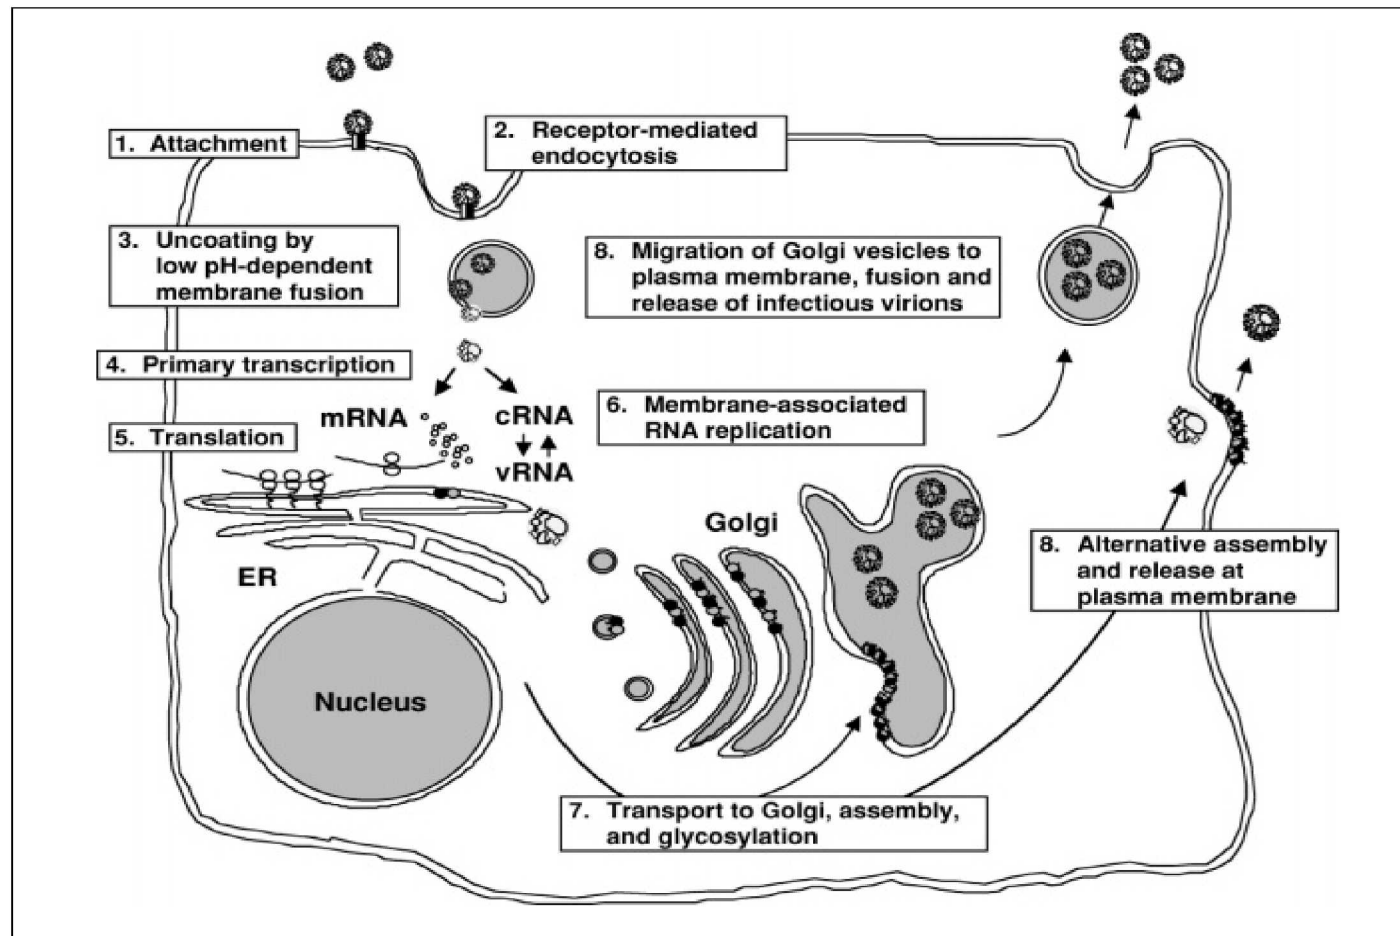 1. Attachment
2. Receptor-mediated
endocytosis
3. Uncoating by
low pH-dependent
membrane fusion
8. Migration of Golgi vesicles to
plasma membrane, fusion and
release of infectious virions
4. Primary transcription
mRNA
cRNA
vRNA
6. Membrane-associated
RNA replication
5. Translation
ER
Golgi
8. Alternative assembly
and release at
plasma membrane
Nucleus
7. Transport to Golgi, assembly,
and glycosylation